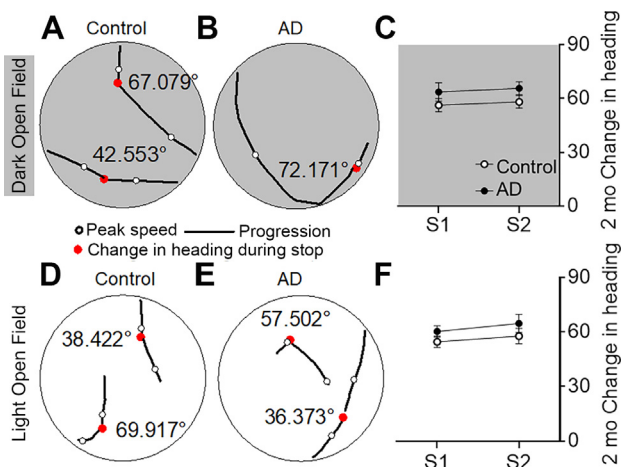 A Control
B AD
C
Dark Open Field
67.079°
42.553°
72.171°
90
60
30
0
Control
AD
S1 S2
2 mo Change in heading
Peak speed Progression
Change in heading during stop
D Control
E AD
F
Light Open Field
38.422°
69.917°
57.502°
36.373°
90
60
30
0
S1 S2
2 mo Change in heading